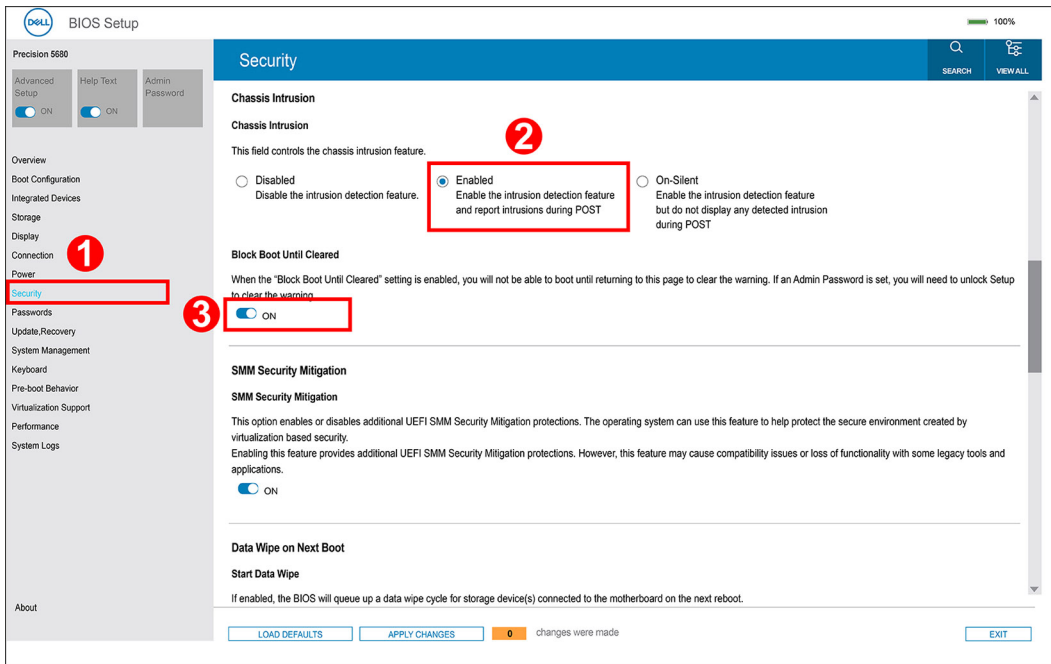 DELL BIOS Setup 100%
Precision 5680
Advanced Setup ON
Help Text ON
Admin Password
Security
SEARCH
VIEW ALL
Overview
Boot Configuration
Integrated Devices
Storage
Display
Connection
Power
Security
Passwords
Update,Recovery
System Management
Keyboard
Pre-boot Behavior
Virtualization Support
Performance
System Logs
About
1
Chassis Intrusion
Chassis Intrusion
This field controls the chassis intrusion feature.
2
Disabled
Disable the intrusion detection feature.
Enabled
Enable the intrusion detection feature
and report intrusions during POST
On-Silent
Enable the intrusion detection feature
but do not display any detected intrusion
during POST
Block Boot Until Cleared
When the “Block Boot Until Cleared” setting is enabled, you will not be able to boot until returning to this page to clear the warning. If an Admin Password is set, you will need to unlock Setup
to clear the warning
3
ON
SMM Security Mitigation
SMM Security Mitigation
This option enables or disables additional UEFI SMM Security Mitigation protections. The operating system can use this feature to help protect the secure environment created by
virtualization based security.
Enabling this feature provides additional UEFI SMM Security Mitigation protections. However, this feature may cause compatibility issues or loss of functionality with some legacy tools and
applications.
ON
Data Wipe on Next Boot
Start Data Wipe
If enabled, the BIOS will queue up a data wipe cycle for storage device(s) connected to the motherboard on the next reboot.
LOAD DEFAULTS
APPLY CHANGES
0 changes were made
EXIT